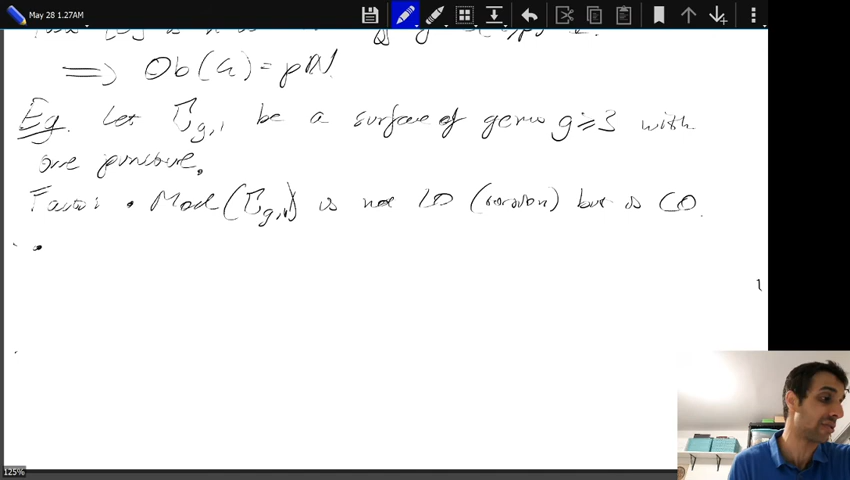 May 28 1.27AM
⟹ Ob(G) = pℕ.
Eg. Let Σg,1 be a surface of genus g ≥ 3 with
one puncture.
Facts: • Mod(Σg,1) is not LO (torsion) but is CO.
•
125%